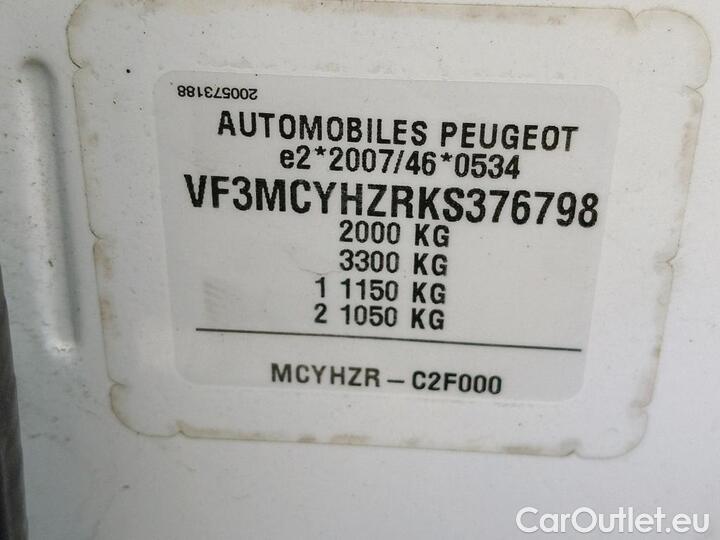 200573188
AUTOMOBILES PEUGEOT
e2*2007/46*0534
VF3MCYHZRKS376798
2000 KG
3300 KG
1 1150 KG
2 1050 KG
MCYHZR – C2F000
CarOutlet.eu